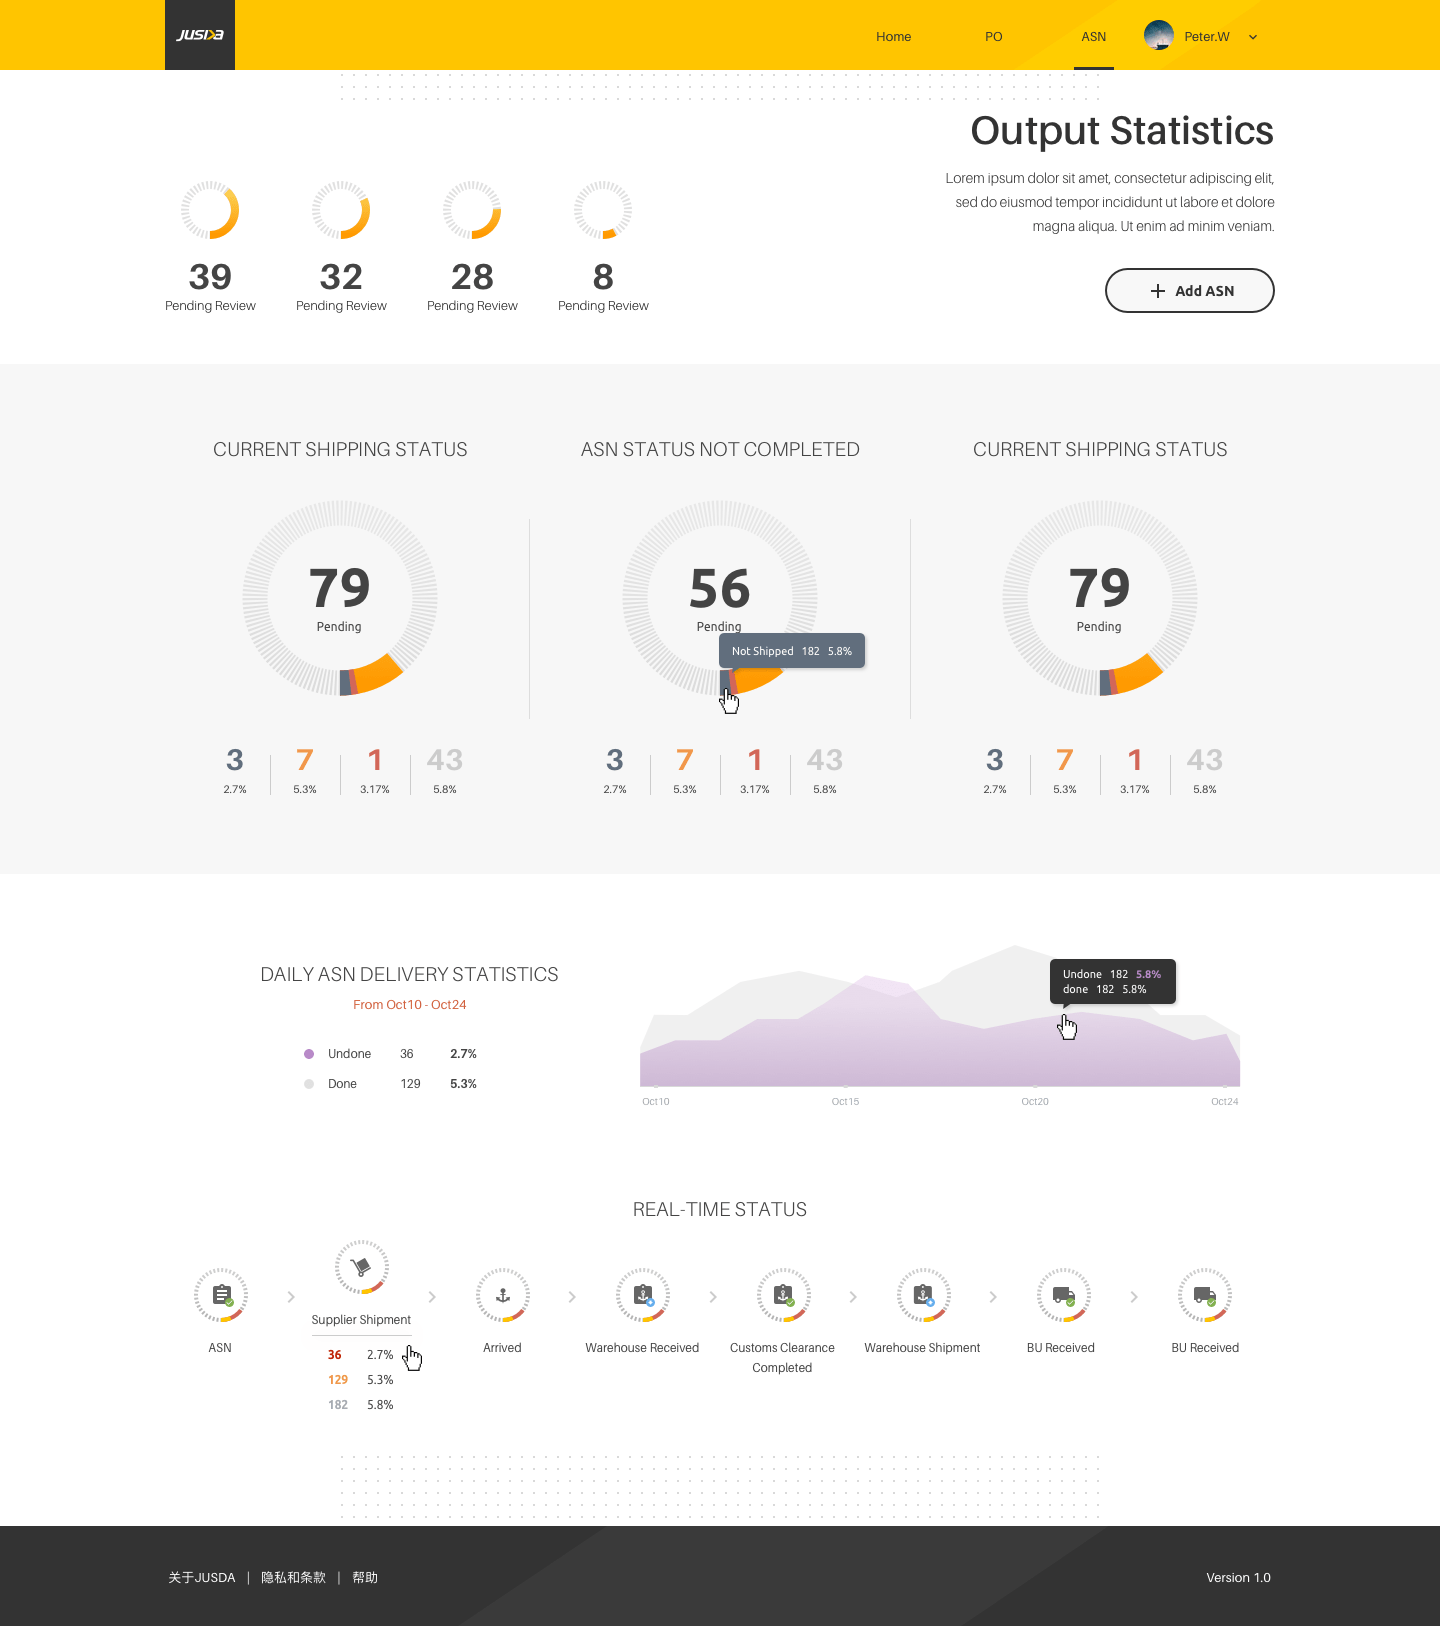 JUSDA
Home
PO
ASN
Peter.W
Output Statistics
Lorem ipsum dolor sit amet, consectetur adipiscing elit,
sed do eiusmod tempor incididunt ut labore et dolore
magna aliqua. Ut enim ad minim veniam.
39
Pending Review
32
Pending Review
28
Pending Review
8
Pending Review
Add ASN
CURRENT SHIPPING STATUS
79
Pending
3
2.7%
7
5.3%
1
3.17%
43
5.8%
ASN STATUS NOT COMPLETED
56
Pending
Not Shipped 182 5.8%
3
2.7%
7
5.3%
1
3.17%
43
5.8%
CURRENT SHIPPING STATUS
79
Pending
3
2.7%
7
5.3%
1
3.17%
43
5.8%
DAILY ASN DELIVERY STATISTICS
From Oct10 - Oct24
Undone 36 2.7%
Done 129 5.3%
Undone 182 5.8%
done 182 5.8%
Oct10
Oct15
Oct20
Oct24
REAL-TIME STATUS
ASN
Supplier Shipment
36 2.7%
129 5.3%
182 5.8%
Arrived
Warehouse Received
Customs Clearance
Completed
Warehouse Shipment
BU Received
BU Received
关于JUSDA | 隐私和条款 | 帮助
Version 1.0